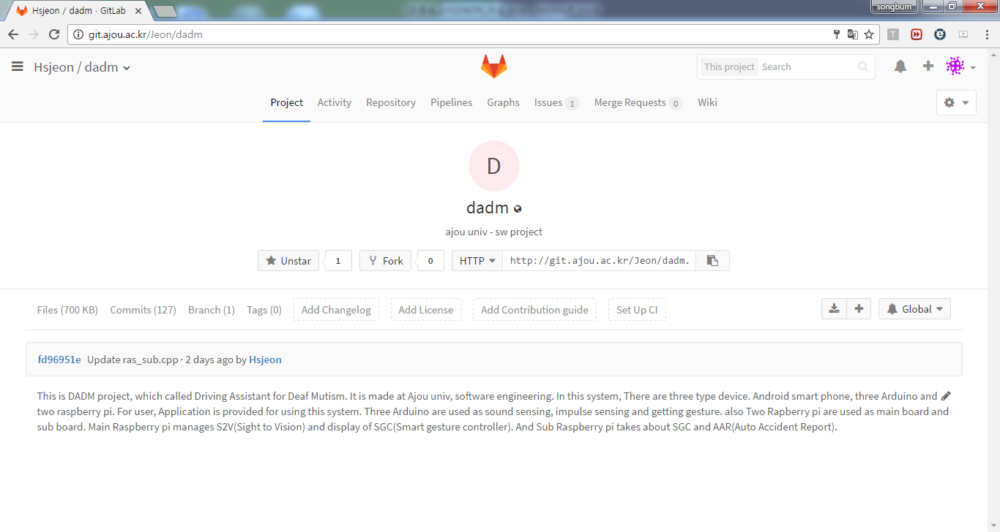 Hsjeon / dadm · GitLab
songbum
git.ajou.ac.kr/Jeon/dadm
T
Hsjeon / dadm
This project Search
Project Activity Repository Pipelines Graphs Issues 1 Merge Requests 0 Wiki
D
dadm
ajou univ - sw project
Unstar 1 Fork 0 HTTP http://git.ajou.ac.kr/Jeon/dadm.
Files (700 KB) Commits (127) Branch (1) Tags (0) Add Changelog Add License Add Contribution guide Set Up CI Global
fd96951e Update ras_sub.cpp · 2 days ago by Hsjeon
This is DADM project, which called Driving Assistant for Deaf Mutism. It is made at Ajou univ, software engineering. In this system, There are three type device. Android smart phone, three Arduino and
two raspberry pi. For user, Application is provided for using this system. Three Arduino are used as sound sensing, impulse sensing and getting gesture. also Two Rapberry pi are used as main board and
sub board. Main Raspberry pi manages S2V(Sight to Vision) and display of SGC(Smart gesture controller). And Sub Raspberry pi takes about SGC and AAR(Auto Accident Report).